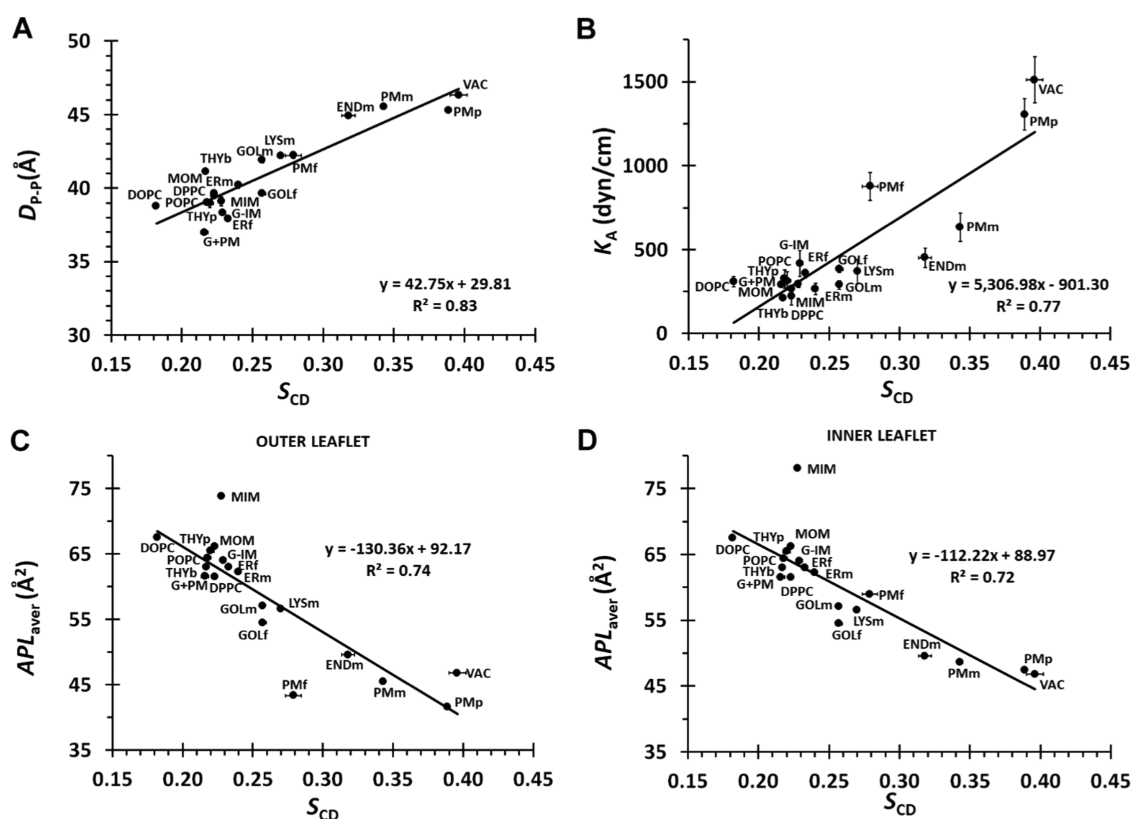 A
50
45
40
35
30
0.15 0.20 0.25 0.30 0.35 0.40 0.45
D P-P (Å)
S CD
VAC
PMm
ENDm
PMp
LYSm
GOLm
THYb
PMf
MOM
ERm
DPPC
GOLf
DOPC
POPC
MIM
THYp
G-IM
ERf
G+PM
y = 42.75x + 29.81
R² = 0.83
B
1500
1000
500
0
0.15 0.20 0.25 0.30 0.35 0.40 0.45
K A (dyn/cm)
S CD
VAC
PMp
PMf
PMm
G-IM
POPC
ERf
GOLf
THYp
LYSm
ENDm
DOPC
G+PM
GOLm
MOM
ERm
MIM
THYb
DPPC
y = 5,306.98x - 901.30
R² = 0.77
C
OUTER LEAFLET
75
65
55
45
35
0.15 0.20 0.25 0.30 0.35 0.40 0.45
APL aver (Å²)
S CD
MIM
THYp
MOM
DOPC
G-IM
POPC
ERf
THYb
ERm
G+PM
DPPC
GOLm
LYSm
GOLf
ENDm
VAC
PMf
PMm
PMp
y = -130.36x + 92.17
R² = 0.74
D
INNER LEAFLET
75
65
55
45
35
0.15 0.20 0.25 0.30 0.35 0.40 0.45
APL aver (Å²)
S CD
MIM
THYp
MOM
DOPC
G-IM
POPC
ERf
THYb
ERm
G+PM
DPPC
PMf
GOLm
LYSm
GOLf
ENDm
PMp
PMm
VAC
y = -112.22x + 88.97
R² = 0.72